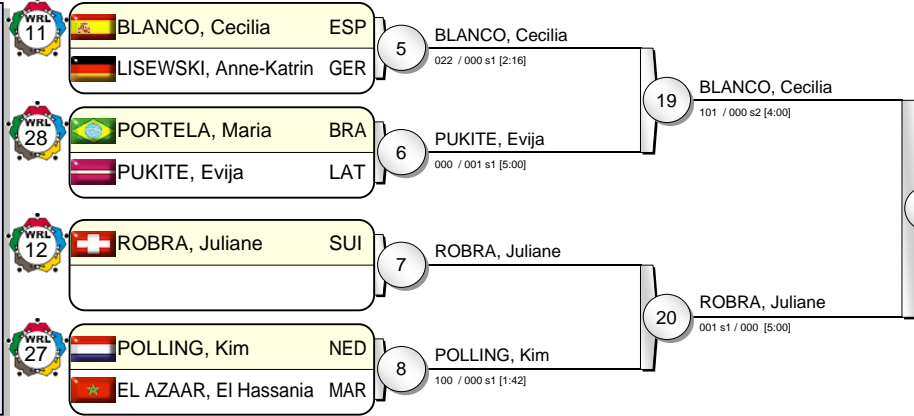 WRL
11
BLANCO, Cecilia ESP
LISEWSKI, Anne-Katrin GER
5
BLANCO, Cecilia
022 / 000 s1 [2:16]
WRL
28
PORTELA, Maria BRA
PUKITE, Evija LAT
6
PUKITE, Evija
000 / 001 s1 [5:00]
19
BLANCO, Cecilia
101 / 000 s2 [4:00]
WRL
12
ROBRA, Juliane SUI
7
ROBRA, Juliane
WRL
27
POLLING, Kim NED
EL AZAAR, El Hassania MAR
8
POLLING, Kim
100 / 000 s1 [1:42]
20
ROBRA, Juliane
001 s1 / 000 [5:00]